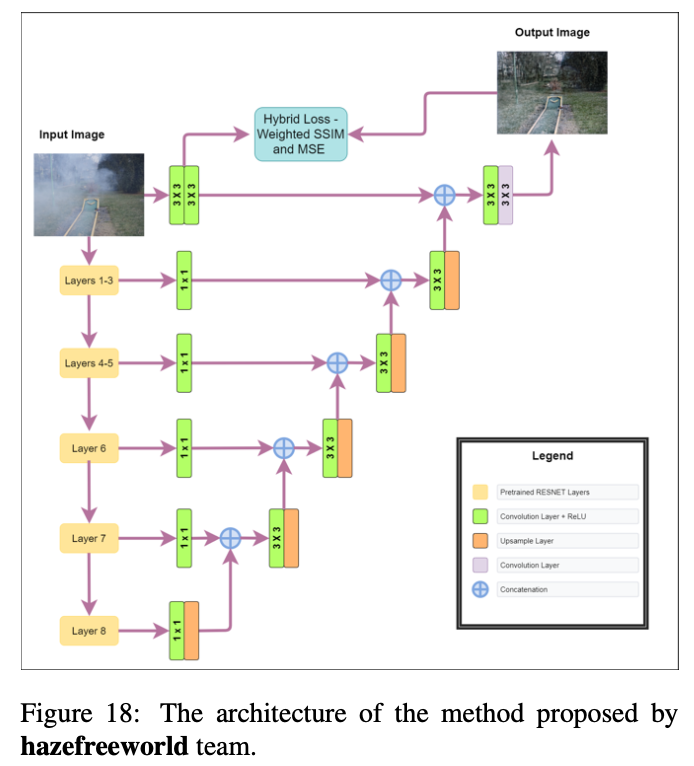 Output Image
Hybrid Loss -
Weighted SSIM
and MSE
Input Image
3 X 3
3 X 3
3 X 3
3 X 3
Layers 1-3
1 x 1
3 X 3
Layers 4-5
1 x 1
3 X 3
Layer 6
1 x 1
3 X 3
Layer 7
1 x 1
3 X 3
Layer 8
1 x 1
Legend
Pretrained RESNET Layers
Convolution Layer + ReLU
Upsample Layer
Convolution Layer
Concatenation
Figure 18: The architecture of the method proposed by
hazefreeworld team.